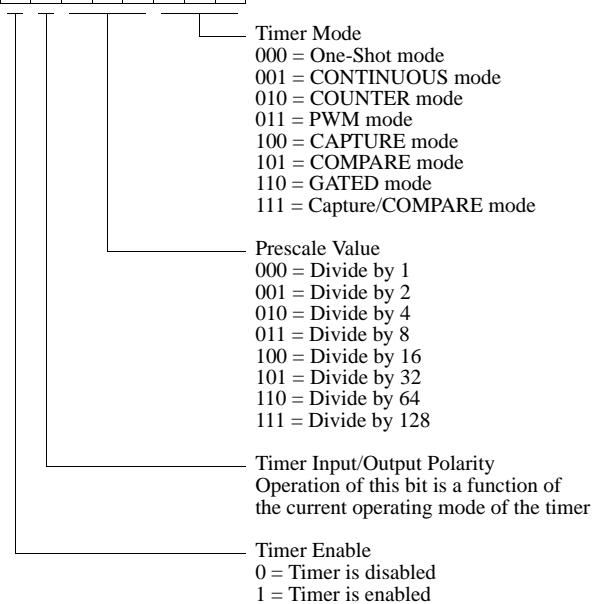 Timer Mode
000 = One-Shot mode
001 = CONTINUOUS mode
010 = COUNTER mode
011 = PWM mode
100 = CAPTURE mode
101 = COMPARE mode
110 = GATED mode
111 = Capture/COMPARE mode
Prescale Value
000 = Divide by 1
001 = Divide by 2
010 = Divide by 4
011 = Divide by 8
100 = Divide by 16
101 = Divide by 32
110 = Divide by 64
111 = Divide by 128
Timer Input/Output Polarity
Operation of this bit is a function of
the current operating mode of the timer
Timer Enable
0 = Timer is disabled
1 = Timer is enabled